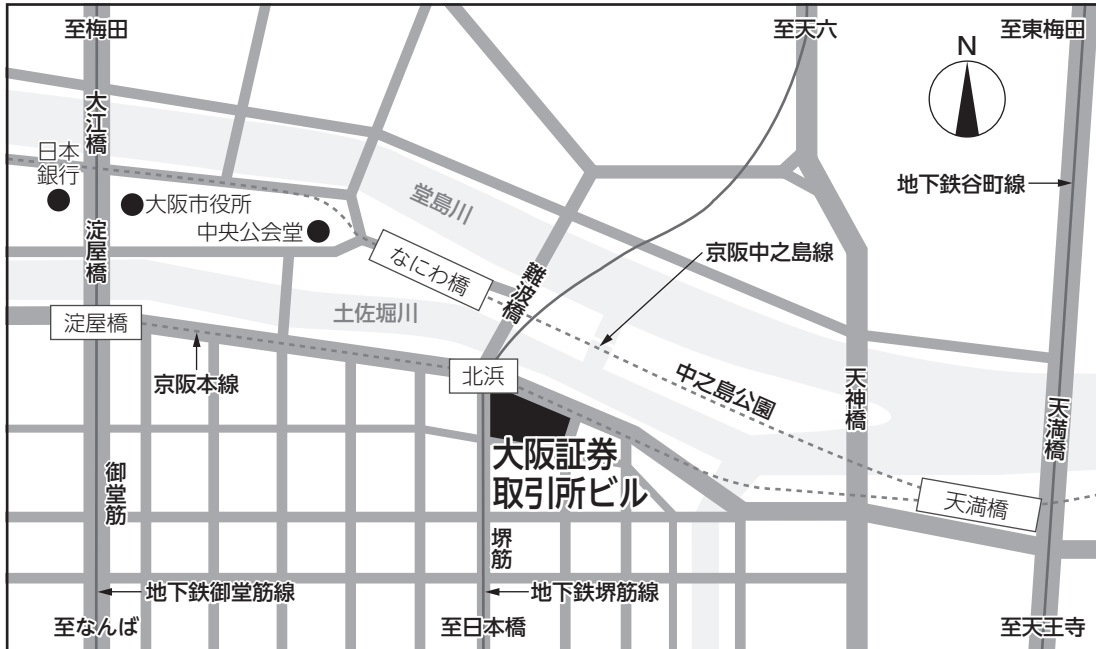 至梅田
至天六
至東梅田
N
大江橋
日本
銀行
大阪市役所
中央公会堂
堂島川
地下鉄谷町線
淀屋橋
なにわ橋
難波橋
京阪中之島線
淀屋橋
土佐堀川
京阪本線
北浜
中之島公園
天神橋
天満橋
大阪証券
取引所ビル
御堂筋
天満橋
堺筋
地下鉄御堂筋線
地下鉄堺筋線
至なんば
至日本橋
至天王寺